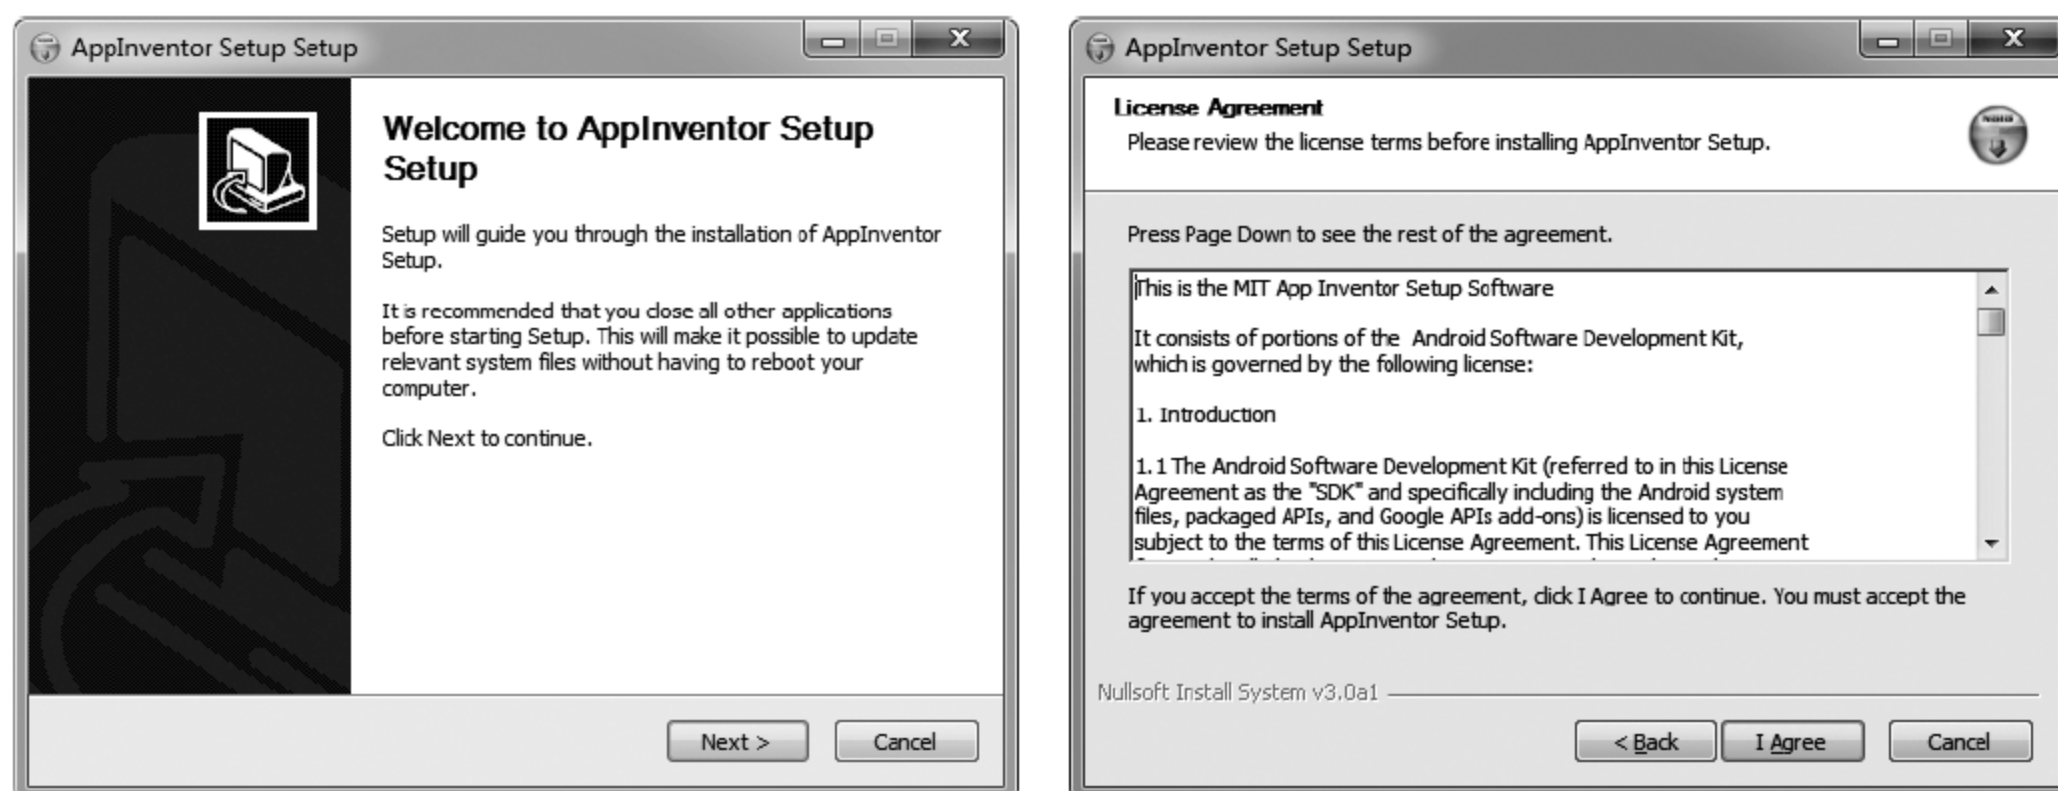 AppInventor Setup Setup
Welcome to AppInventor Setup
Setup
Setup will guide you through the installation of AppInventor
Setup.
It is recommended that you close all other applications
before starting Setup. This will make it possible to update
relevant system files without having to reboot your
computer.
Click Next to continue.
Next >
Cancel
AppInventor Setup Setup
License Agreement
Please review the license terms before installing AppInventor Setup.
Press Page Down to see the rest of the agreement.
This is the MIT App Inventor Setup Software
It consists of portions of the Android Software Development Kit,
which is governed by the following license:
1. Introduction
1.1 The Android Software Development Kit (referred to in this License
Agreement as the "SDK" and specifically including the Android system
files, packaged APIs, and Google APIs add-ons) is licensed to you
subject to the terms of this License Agreement. This License Agreement
If you accept the terms of the agreement, click I Agree to continue. You must accept the
agreement to install AppInventor Setup.
Nullsoft Install System v3.0a1
< Back
I Agree
Cancel